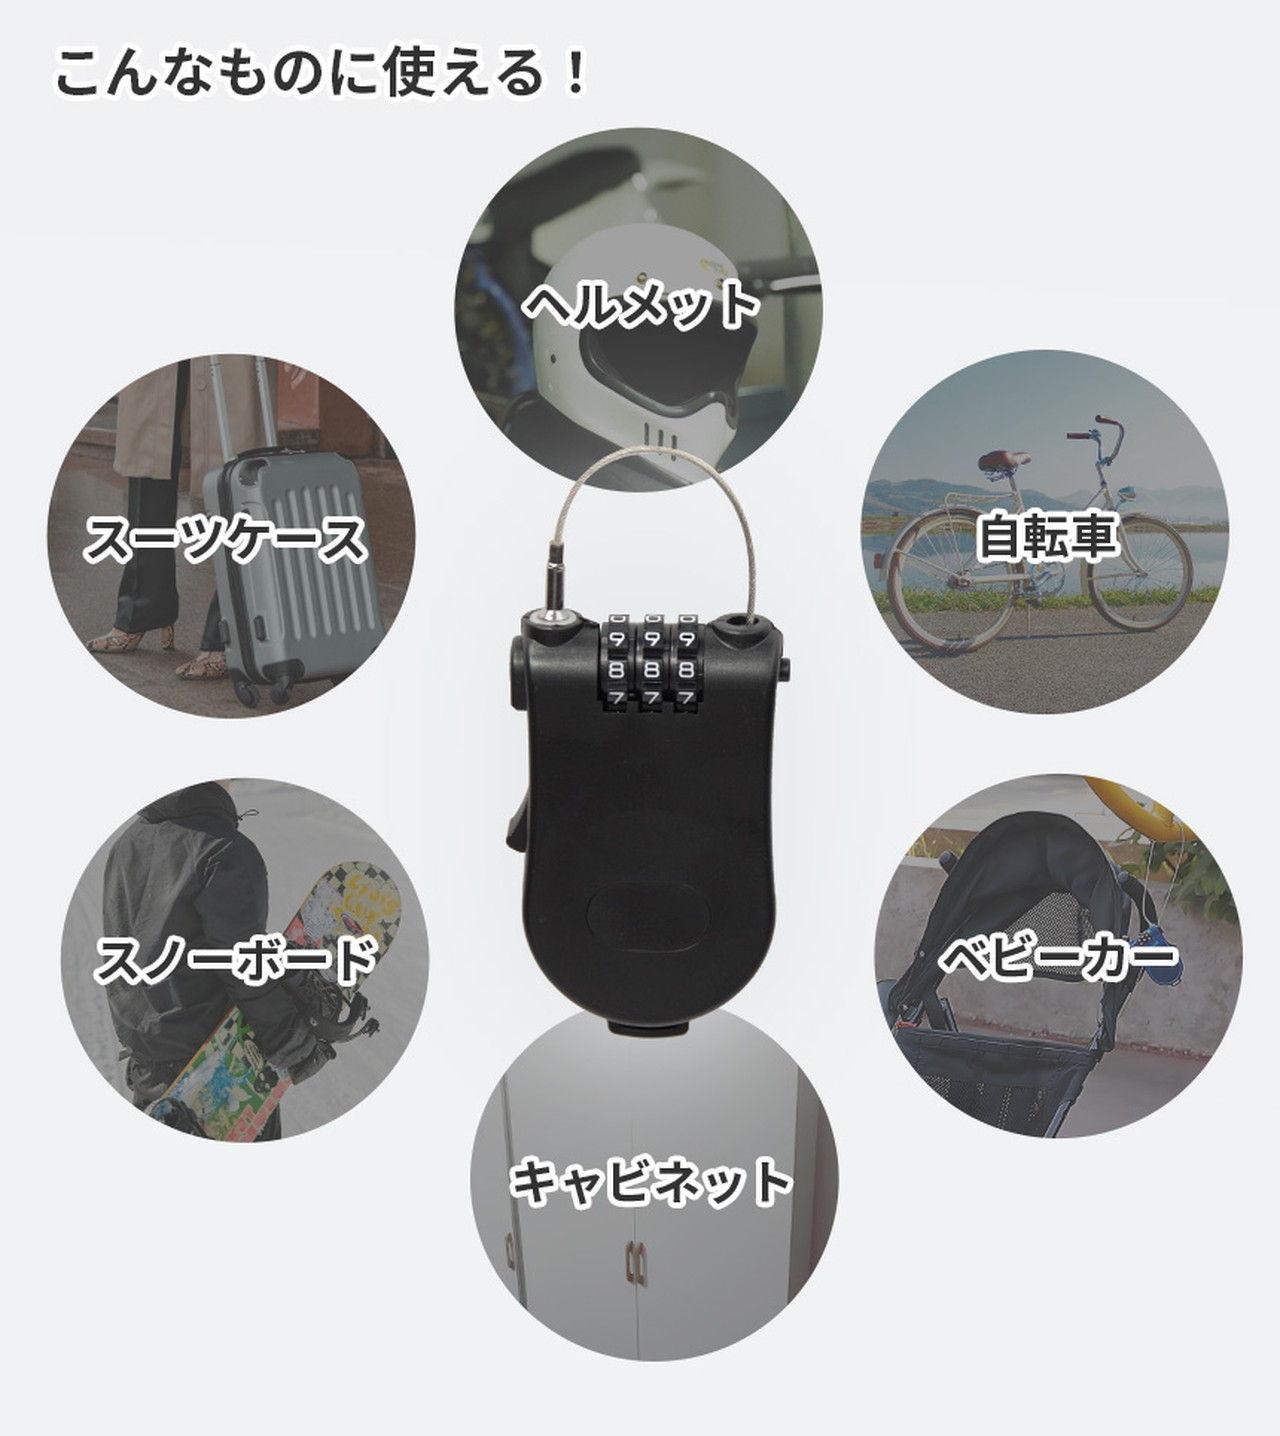 こんなものに使える！
ヘルメット
スーツケース
自転車
0 0 0
9 9 9
8 8 8
7 7 7
スノーボード
ベビーカー
キャビネット